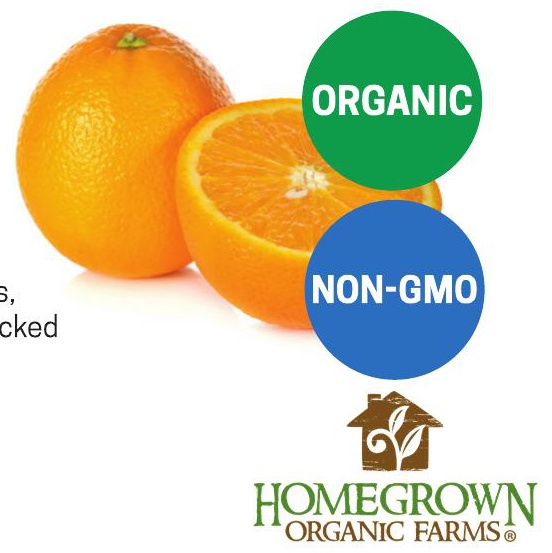 ORGANIC
NON-GMO
s,
cked
HOMEGROWN
ORGANIC FARMS®